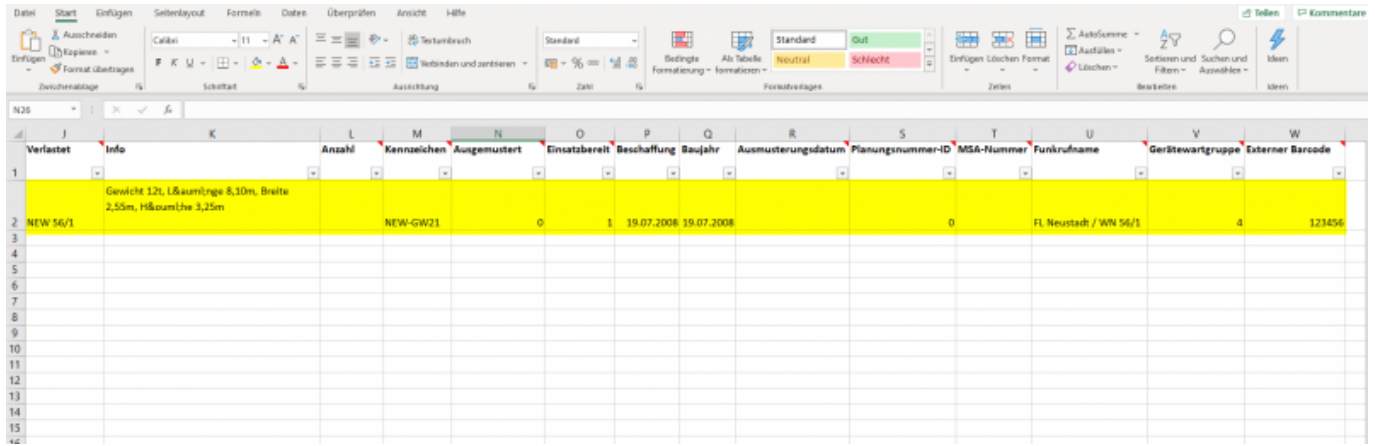 Datei Start Einfügen Seitenlayout Formeln Daten Überprüfen Ansicht Hilfe Teilen Kommentare
Ausschneiden
Kopieren
Format übertragen
Einfügen
Zwischenablage
Calibri 11
F K U
Schriftart
Textumbruch
Verbinden und zentrieren
Ausrichtung
Standard
% 000
Zahl
Bedingte Formatierung
Als Tabelle formatieren
Standard Gut
Neutral Schlecht
Formatvorlagen
Einfügen Löschen Format
Zellen
AutoSumme
Ausfüllen
Löschen
Sortieren und Filtern
Suchen und Auswählen
Bearbeiten
Ideen
Ideen
N26 fx
J K L M N O P Q R S T U V W
Verlastet Info Anzahl Kennzeichen Ausgemustert Einsatzbereit Beschaffung Baujahr Ausmusterungsdatum Planungsnummer-ID MSA-Nummer Funkrufname Gerätewartgruppe Externer Barcode
1
Gewicht 12t, L&auml;nge 8,10m, Breite
2,55m, H&ouml;he 3,25m
2 NEW 56/1 NEW-GW21 0 1 19.07.2008 19.07.2008 0 FL Neustadt / WN 56/1 4 123456
3
4
5
6
7
8
9
10
11
12
13
14
15
16